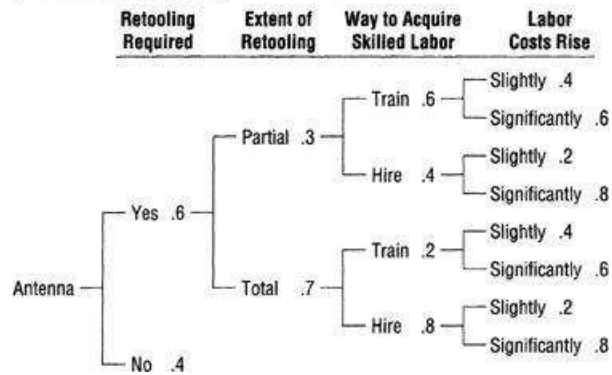 Retooling Required
Extent of Retooling
Way to Acquire Skilled Labor
Labor Costs Rise
Slightly .4
Train .6
Significantly .6
Partial .3
Slightly .2
Hire .4
Significantly .8
Yes .6
Slightly .4
Train .2
Significantly .6
Antenna
Total .7
Slightly .2
Hire .8
Significantly .8
No .4